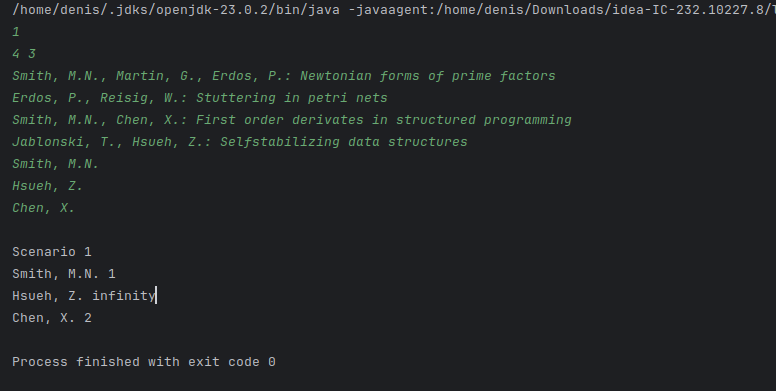 /home/denis/.jdks/openjdk-23.0.2/bin/java -javaagent:/home/denis/Downloads/idea-IC-232.10227.8/
1
4 3
Smith, M.N., Martin, G., Erdos, P.: Newtonian forms of prime factors
Erdos, P., Reisig, W.: Stuttering in petri nets
Smith, M.N., Chen, X.: First order derivates in structured programming
Jablonski, T., Hsueh, Z.: Selfstabilizing data structures
Smith, M.N.
Hsueh, Z.
Chen, X.
Scenario 1
Smith, M.N. 1
Hsueh, Z. infinity
Chen, X. 2
Process finished with exit code 0